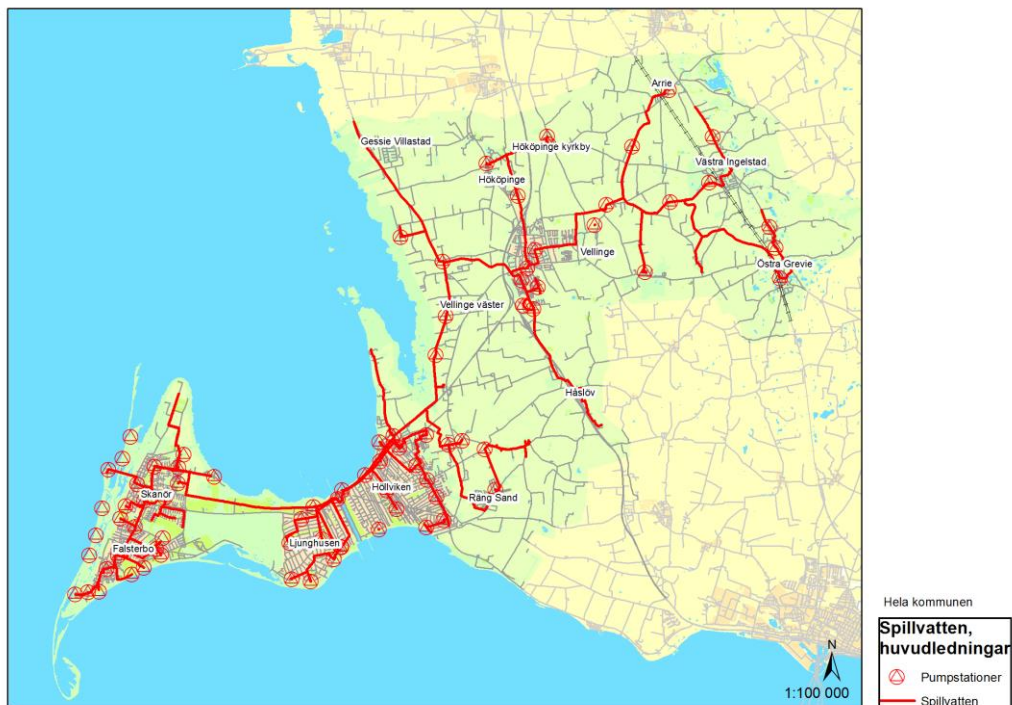 Arrie
Gessie Villastad
Hököpinge kyrkby
Västra Ingelstad
Hököpinge
Vellinge
Östra Grevie
Vellinge väster
Håslöv
Skanör
Höllviken
Räng Sand
Ljunghusen
Falsterbo
N
1:100 000
Hela kommunen
Spillvatten,
huvudledningar
Pumpstationer
Spillvatten